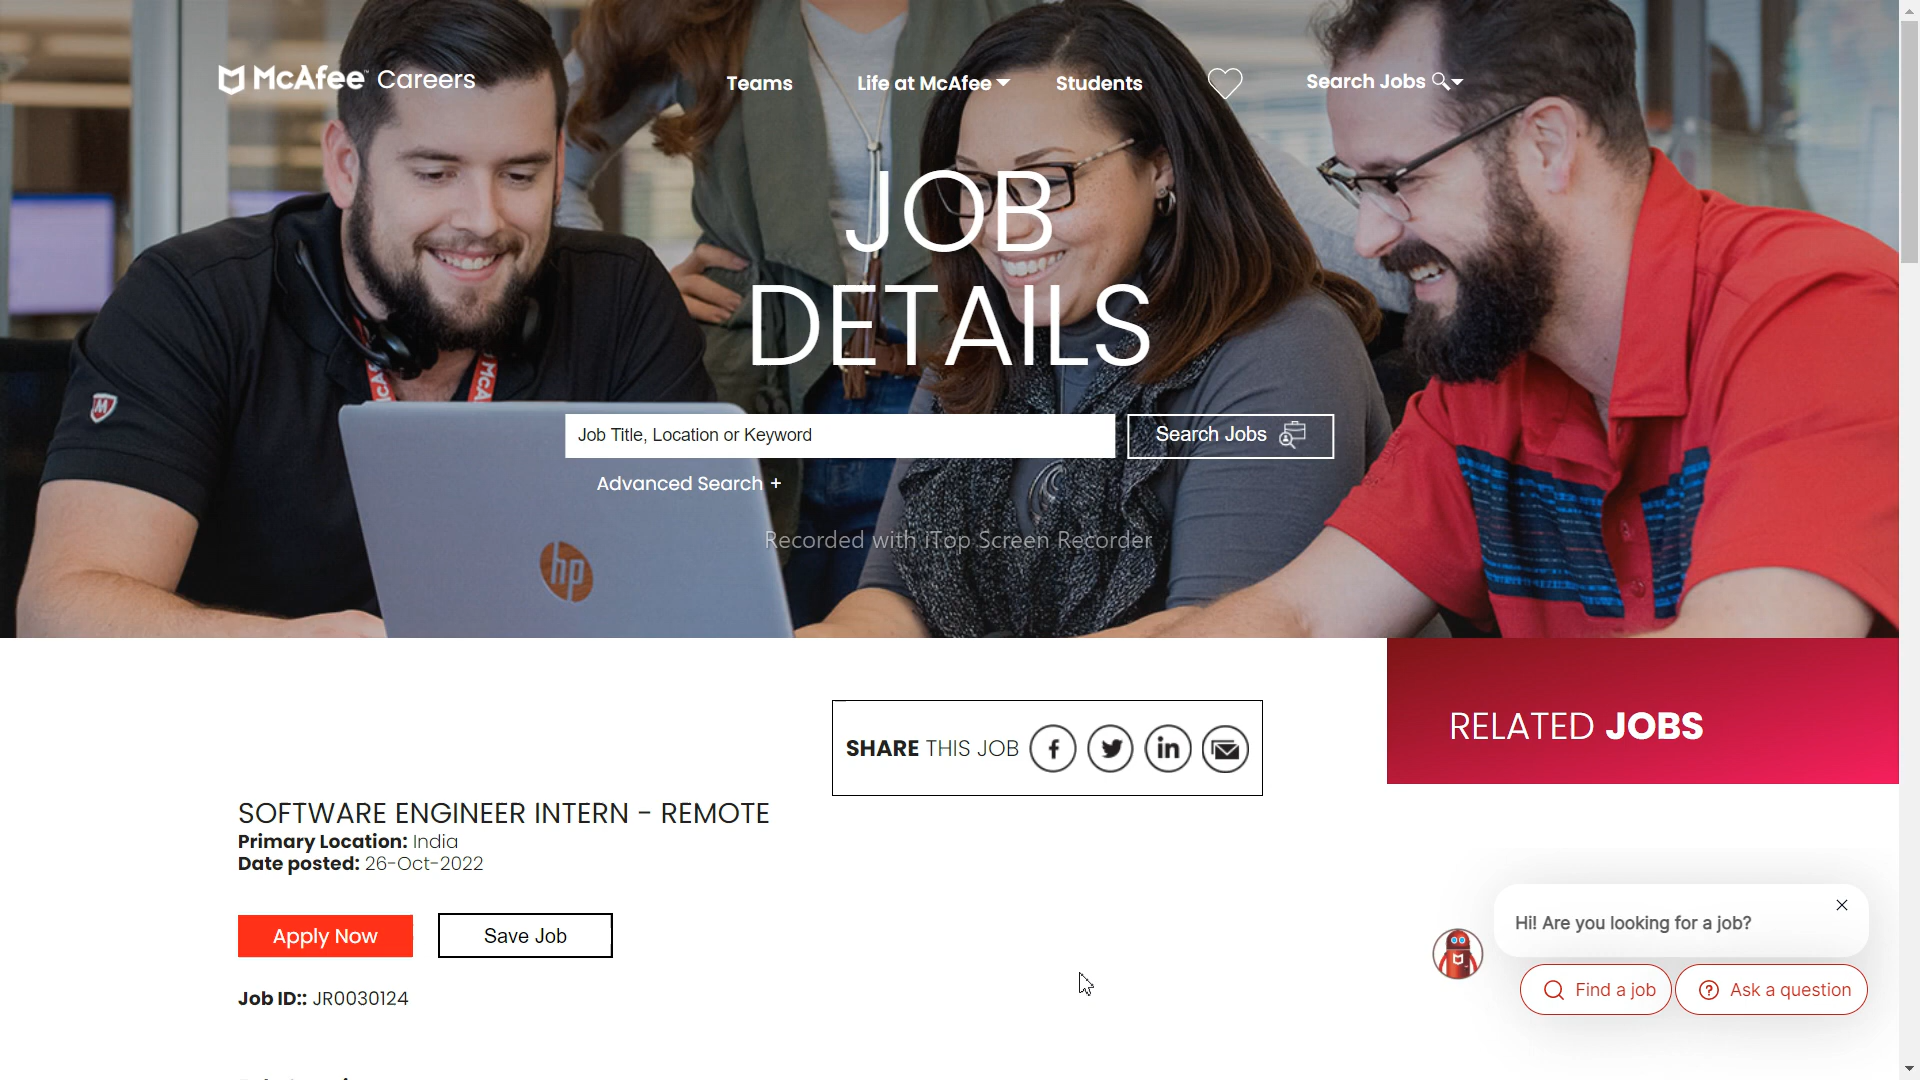 McAfee™ Careers
Teams
Life at McAfee
Students
Search Jobs
JOB
DETAILS
Job Title, Location or Keyword
Search Jobs
Advanced Search +
Recorded with iTop Screen Recorder
hp
SHARE THIS JOB
RELATED JOBS
SOFTWARE ENGINEER INTERN - REMOTE
Primary Location: India
Date posted: 26-Oct-2022
Apply Now
Save Job
Job ID:: JR0030124
Hi! Are you looking for a job?
Find a job
Ask a question